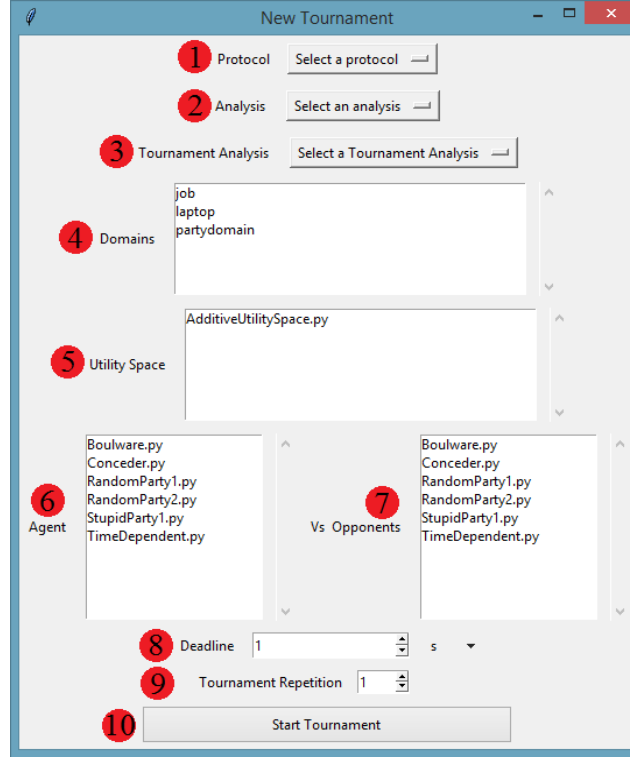 New Tournament
1 Protocol Select a protocol
2 Analysis Select an analysis
3 Tournament Analysis Select a Tournament Analysis
job
laptop
partydomain
4 Domains
AdditiveUtilitySpace.py
5 Utility Space
Boulware.py
Conceder.py
RandomParty1.py
RandomParty2.py
StupidParty1.py
TimeDependent.py
6
Agent
Boulware.py
Conceder.py
RandomParty1.py
RandomParty2.py
StupidParty1.py
TimeDependent.py
7
Vs Opponents
8 Deadline 1 s
9 Tournament Repetition 1
10 Start Tournament